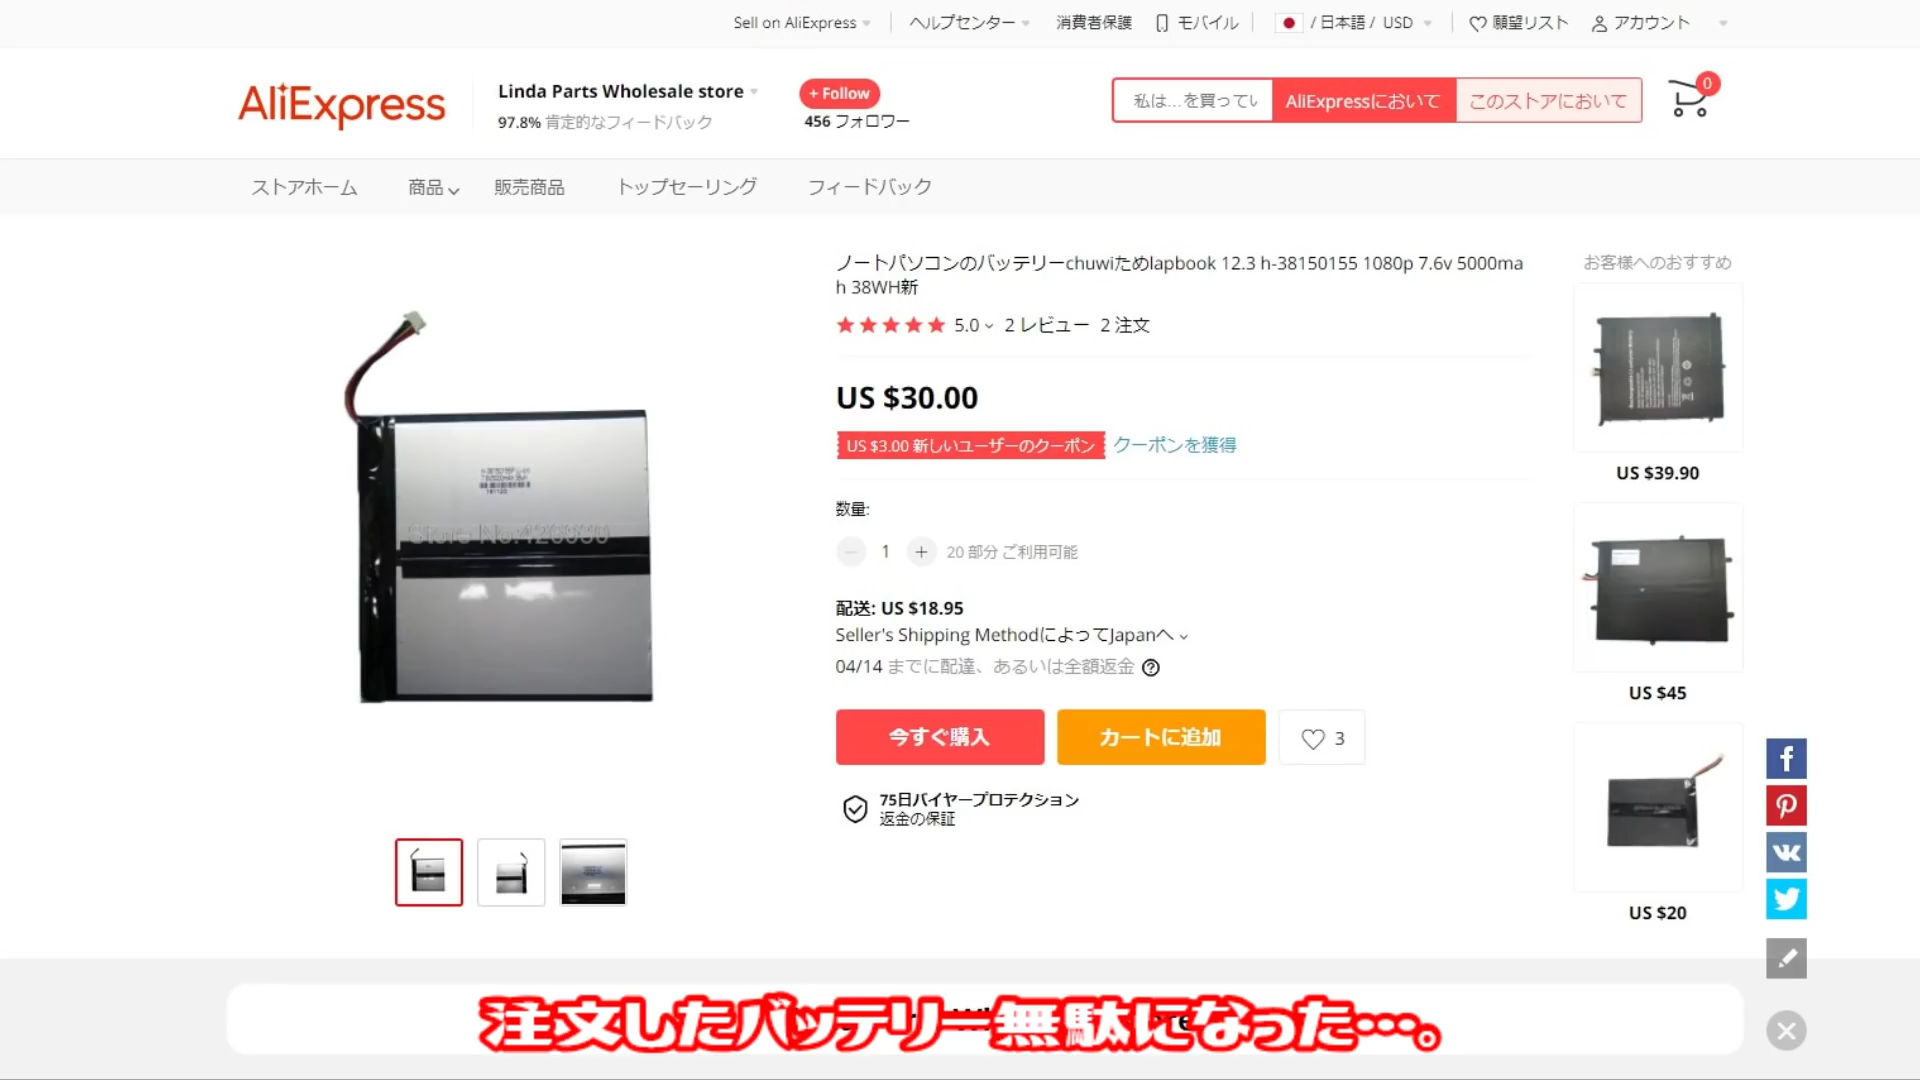 Sell on AliExpress
ヘルプセンター
消費者保護
モバイル
/ 日本語 / USD
願望リスト
アカウント
AliExpress
Linda Parts Wholesale store
97.8% 肯定的なフィードバック
+ Follow
456 フォロワー
私は...を買ってい
AliExpressにおいて
このストアにおいて
0
ストアホーム
商品
販売商品
トップセーリング
フィードバック
ノートパソコンのバッテリーchuwiためlapbook 12.3 h-38150155 1080p 7.6v 5000ma
h 38WH新
5.0
2 レビュー
2 注文
US $30.00
US $3.00 新しいユーザーのクーポン
クーポンを獲得
数量:
1
20 部分 ご利用可能
配送: US $18.95
Seller's Shipping MethodによってJapanへ
04/14 までに配達、あるいは全額返金
今すぐ購入
カートに追加
3
75日バイヤープロテクション
返金の保証
お客様へのおすすめ
US $39.90
US $45
US $20
注文したバッテリー無駄になった…。